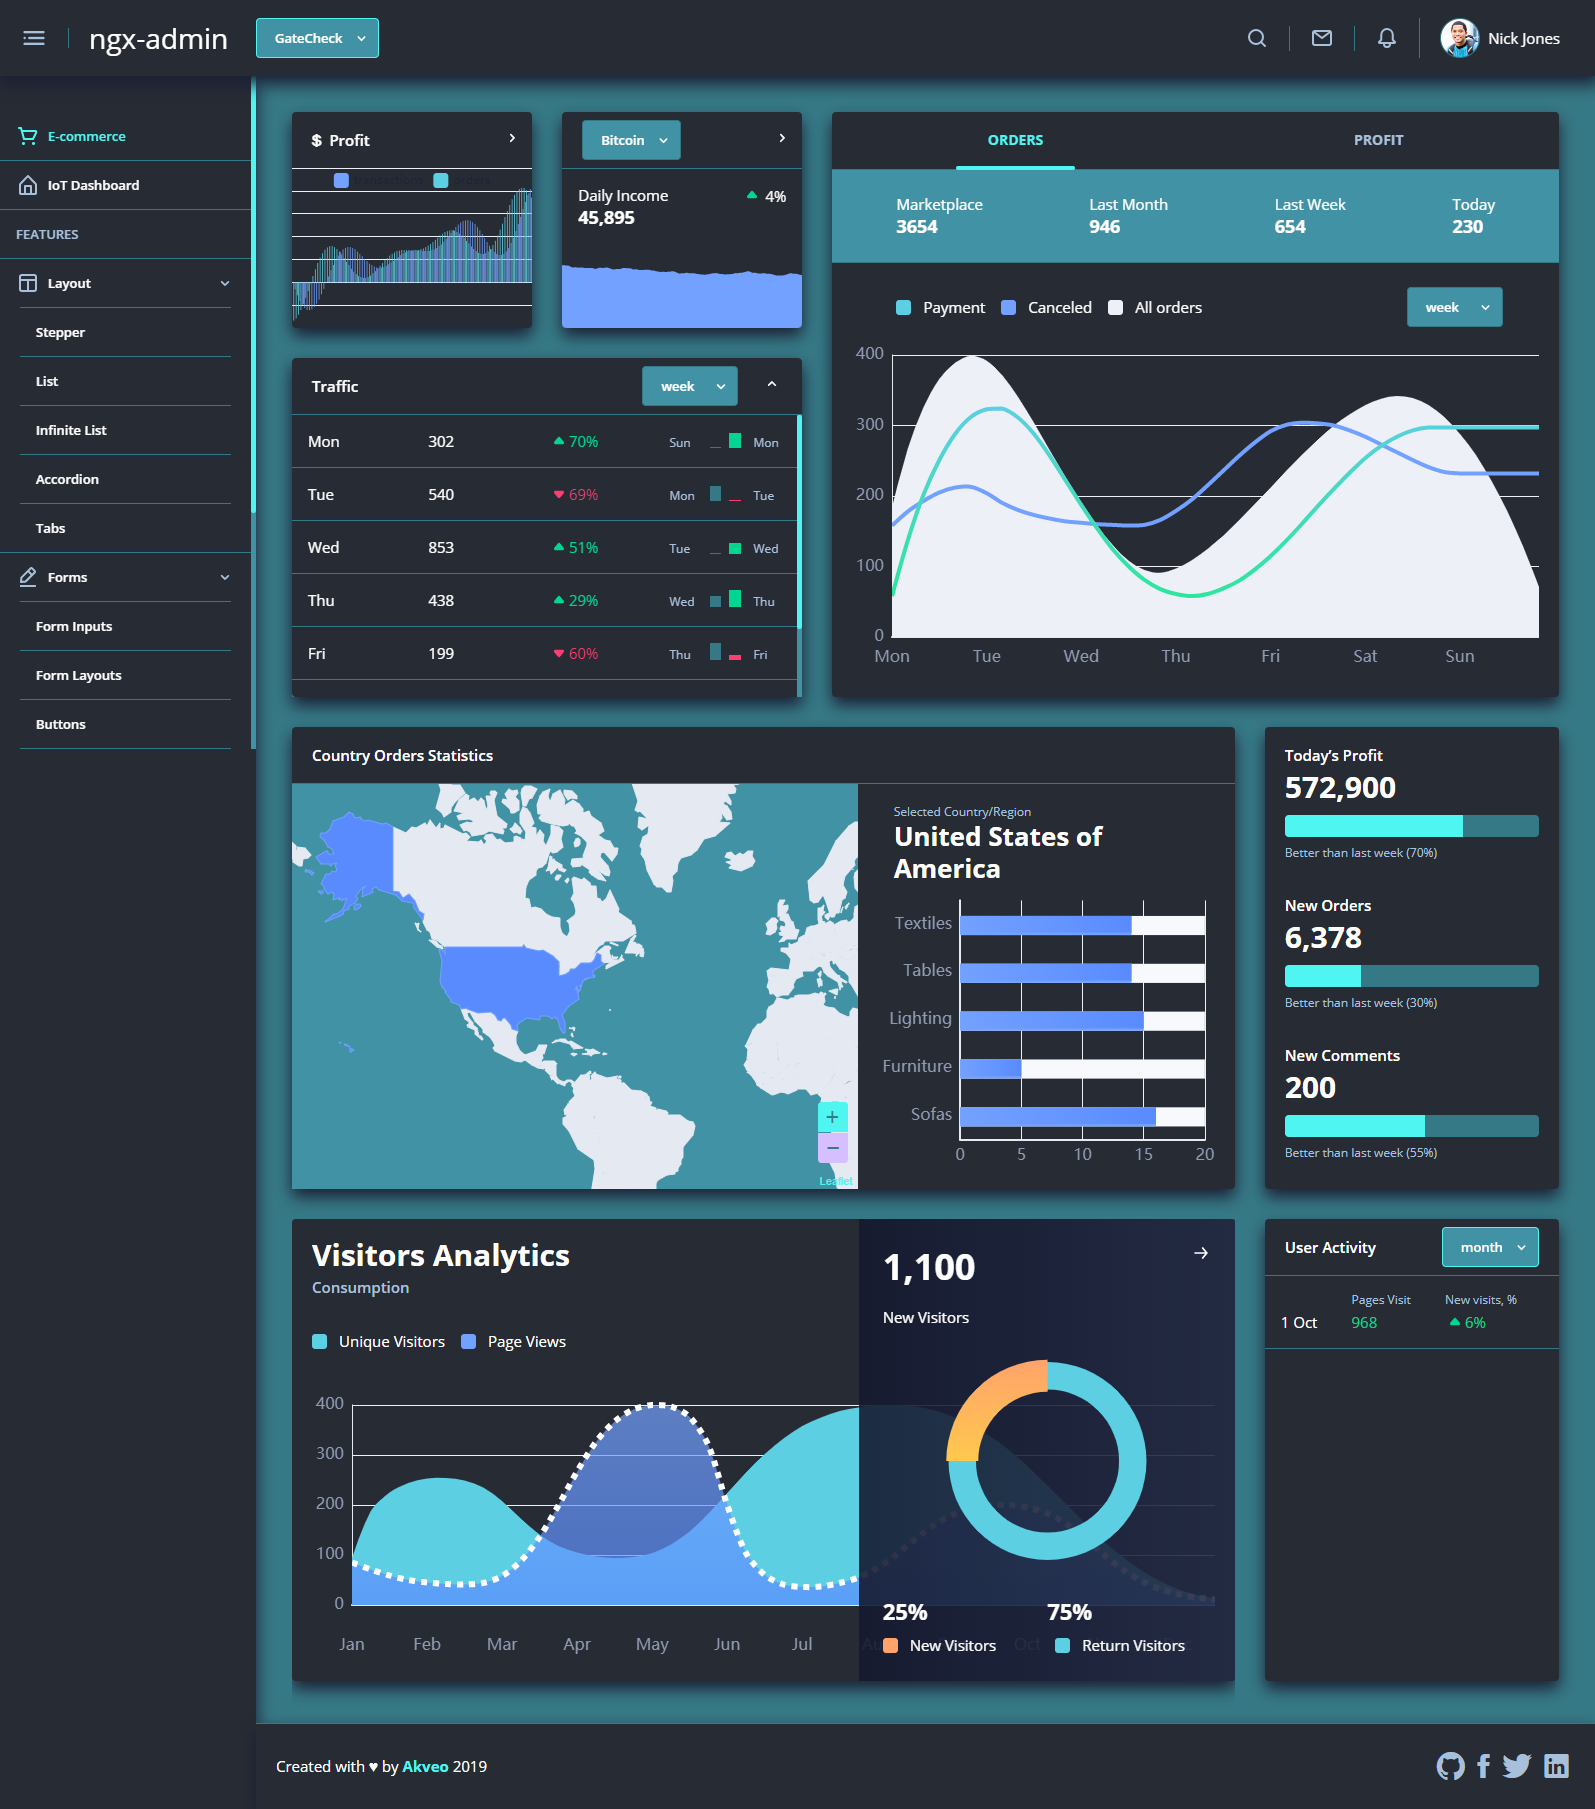 ngx-admin
GateCheck
Nick Jones
E-commerce
IoT Dashboard
FEATURES
Layout
Stepper
List
Infinite List
Accordion
Tabs
Forms
Form Inputs
Form Layouts
Buttons
$ Profit
Bitcoin
Daily Income
4%
45,895
ORDERS
PROFIT
Marketplace
3654
Last Month
946
Last Week
654
Today
230
Payment
Canceled
All orders
week
400
300
200
100
0
Mon Tue Wed Thu Fri Sat Sun
Traffic
week
Mon 302 70% Sun Mon
Tue 540 69% Mon Tue
Wed 853 51% Tue Wed
Thu 438 29% Wed Thu
Fri 199 60% Thu Fri
Country Orders Statistics
+
−
Leaflet
Selected Country/Region
United States of
America
Textiles
Tables
Lighting
Furniture
Sofas
0 5 10 15 20
Today’s Profit
572,900
Better than last week (70%)
New Orders
6,378
Better than last week (30%)
New Comments
200
Better than last week (55%)
Visitors Analytics
Consumption
Unique Visitors
Page Views
400
300
200
100
0
Jan Feb Mar Apr May Jun Jul
1,100
New Visitors
25%
New Visitors
75%
Return Visitors
Oct
User Activity
month
1 Oct
Pages Visit
968
New visits, %
6%
Created with ♥ by Akveo 2019